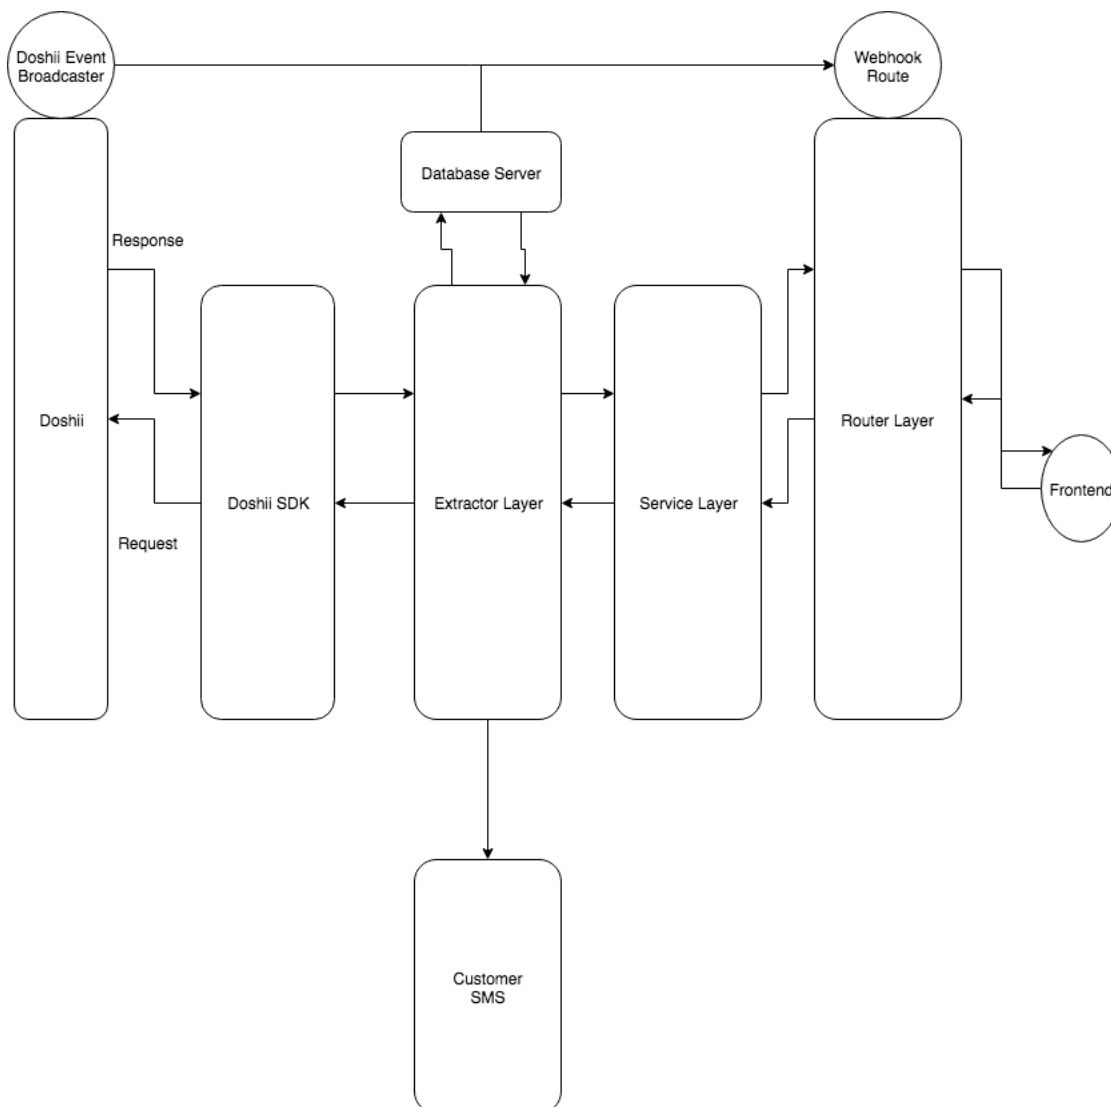 Doshii Event
Broadcaster
Webhook
Route
Database Server
Response
Doshii
Doshii SDK
Extractor Layer
Service Layer
Router Layer
Frontend
Request
Customer
SMS